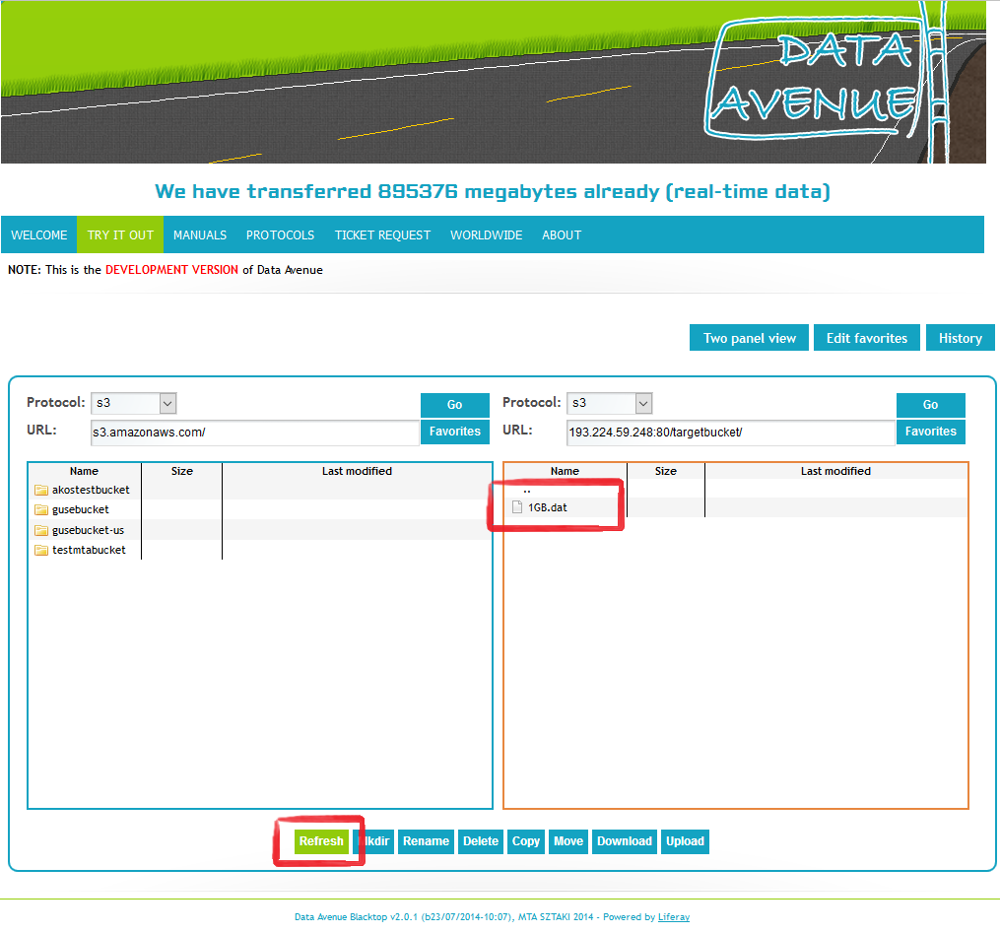 DATA
AVENUE
We have transferred 895376 megabytes already (real-time data)
WELCOME TRY IT OUT MANUALS PROTOCOLS TICKET REQUEST WORLDWIDE ABOUT
NOTE: This is the DEVELOPMENT VERSION of Data Avenue
Two panel view Edit favorites History
Protocol: s3 Go Protocol: s3 Go
URL: s3.amazonaws.com/ Favorites URL: 193.224.59.248:80/targetbucket/ Favorites
Name Size Last modified Name Size Last modified
akostestbucket ..
gusebucket 1GB.dat
gusebucket-us
testmtabucket
Refresh kdir Rename Delete Copy Move Download Upload
Data Avenue Blacktop v2.0.1 (b23/07/2014-10:07), MTA SZTAKI 2014 - Powered by Liferay